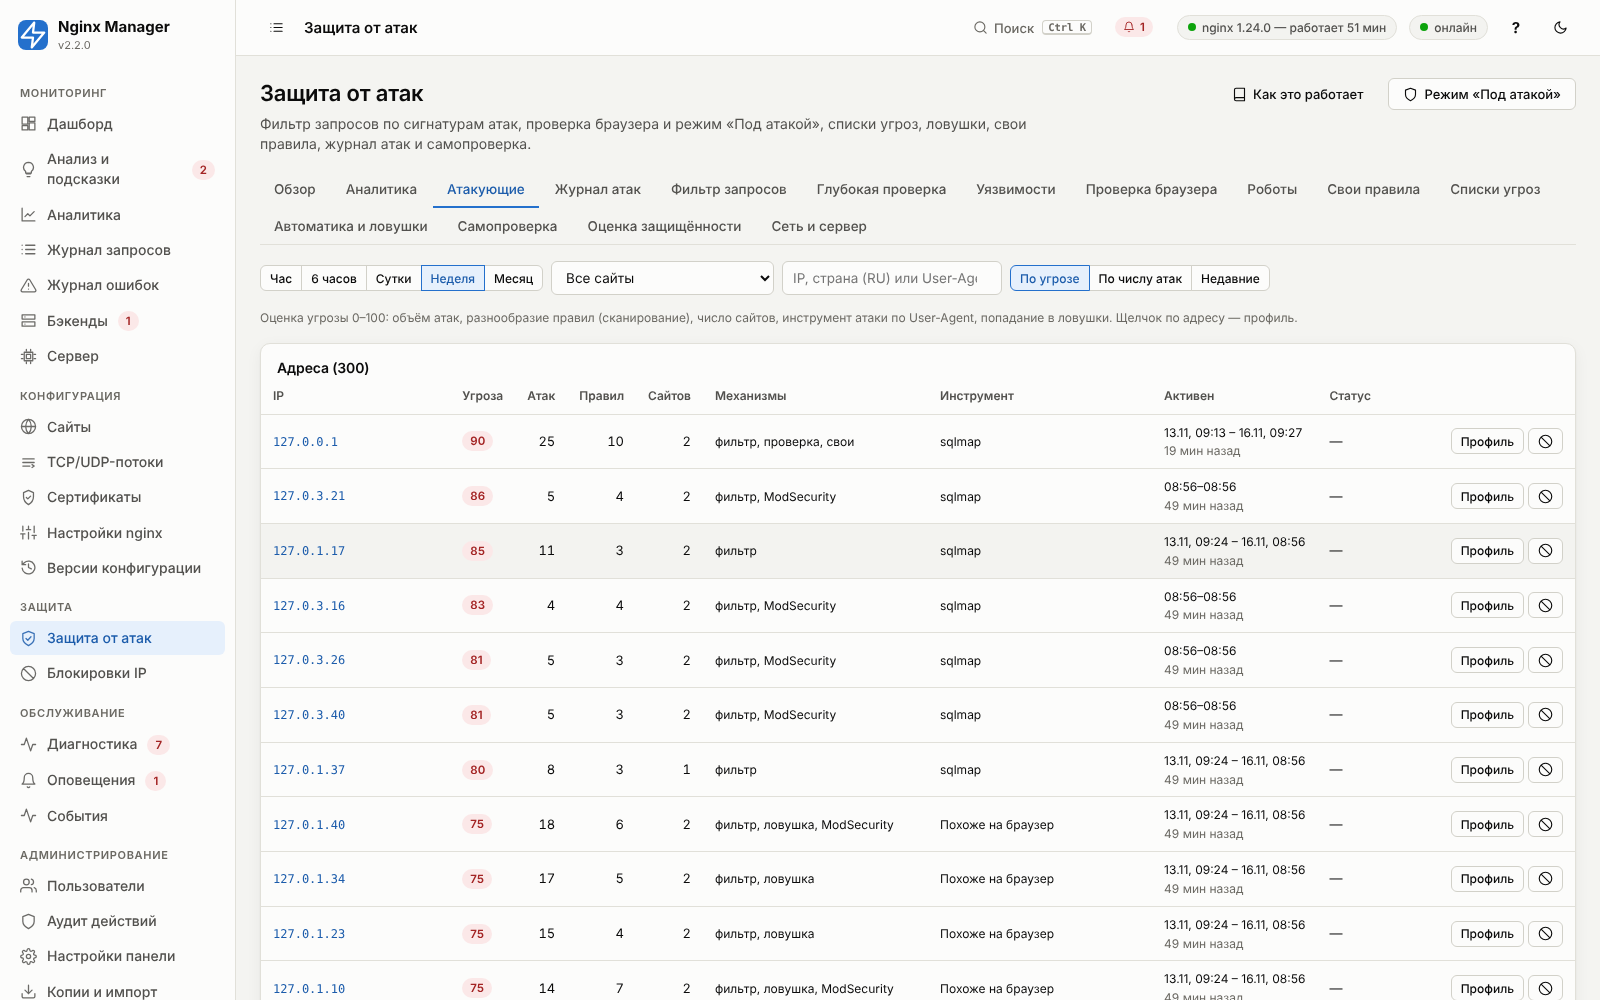 Nginx Manager
v2.2.0
МОНИТОРИНГ
Дашборд
Анализ и подсказки 2
Аналитика
Журнал запросов
Журнал ошибок
Бэкенды 1
Сервер
КОНФИГУРАЦИЯ
Сайты
TCP/UDP-потоки
Сертификаты
Настройки nginx
Версии конфигурации
ЗАЩИТА
Защита от атак
Блокировки IP
ОБСЛУЖИВАНИЕ
Диагностика 7
Оповещения 1
События
АДМИНИСТРИРОВАНИЕ
Пользователи
Аудит действий
Настройки панели
Копии и импорт
Защита от атак
Поиск Ctrl K 1 nginx 1.24.0 — работает 51 мин онлайн ?
Защита от атак
Как это работает Режим «Под атакой»
Фильтр запросов по сигнатурам атак, проверка браузера и режим «Под атакой», списки угроз, ловушки, свои
правила, журнал атак и самопроверка.
Обзор Аналитика Атакующие Журнал атак Фильтр запросов Глубокая проверка Уязвимости Проверка браузера Роботы Свои правила Списки угроз
Автоматика и ловушки Самопроверка Оценка защищённости Сеть и сервер
Час 6 часов Сутки Неделя Месяц Все сайты IP, страна (RU) или User-Age По угрозе По числу атак Недавние
Оценка угрозы 0–100: объём атак, разнообразие правил (сканирование), число сайтов, инструмент атаки по User-Agent, попадание в ловушки. Щелчок по адресу — профиль.
Адреса (300)
IP Угроза Атак Правил Сайтов Механизмы Инструмент Активен Статус
127.0.0.1 90 25 10 2 фильтр, проверка, свои sqlmap 13.11, 09:13 – 16.11, 09:27 — Профиль
19 мин назад
127.0.3.21 86 5 4 2 фильтр, ModSecurity sqlmap 08:56–08:56 — Профиль
49 мин назад
127.0.1.17 85 11 3 2 фильтр sqlmap 13.11, 09:24 – 16.11, 08:56 — Профиль
49 мин назад
127.0.3.16 83 4 4 2 фильтр, ModSecurity sqlmap 08:56–08:56 — Профиль
49 мин назад
127.0.3.26 81 5 3 2 фильтр, ModSecurity sqlmap 08:56–08:56 — Профиль
49 мин назад
127.0.3.40 81 5 3 2 фильтр, ModSecurity sqlmap 08:56–08:56 — Профиль
49 мин назад
127.0.1.37 80 8 3 1 фильтр sqlmap 13.11, 09:24 – 16.11, 08:56 — Профиль
49 мин назад
127.0.1.40 75 18 6 2 фильтр, ловушка, ModSecurity Похоже на браузер 13.11, 09:24 – 16.11, 08:56 — Профиль
49 мин назад
127.0.1.34 75 17 5 2 фильтр, ловушка Похоже на браузер 13.11, 09:24 – 16.11, 08:56 — Профиль
49 мин назад
127.0.1.23 75 15 4 2 фильтр, ловушка Похоже на браузер 13.11, 09:24 – 16.11, 08:56 — Профиль
49 мин назад
127.0.1.10 75 14 7 2 фильтр, ловушка, ModSecurity Похоже на браузер 13.11, 09:24 – 16.11, 08:56 — Профиль
49 мин назад